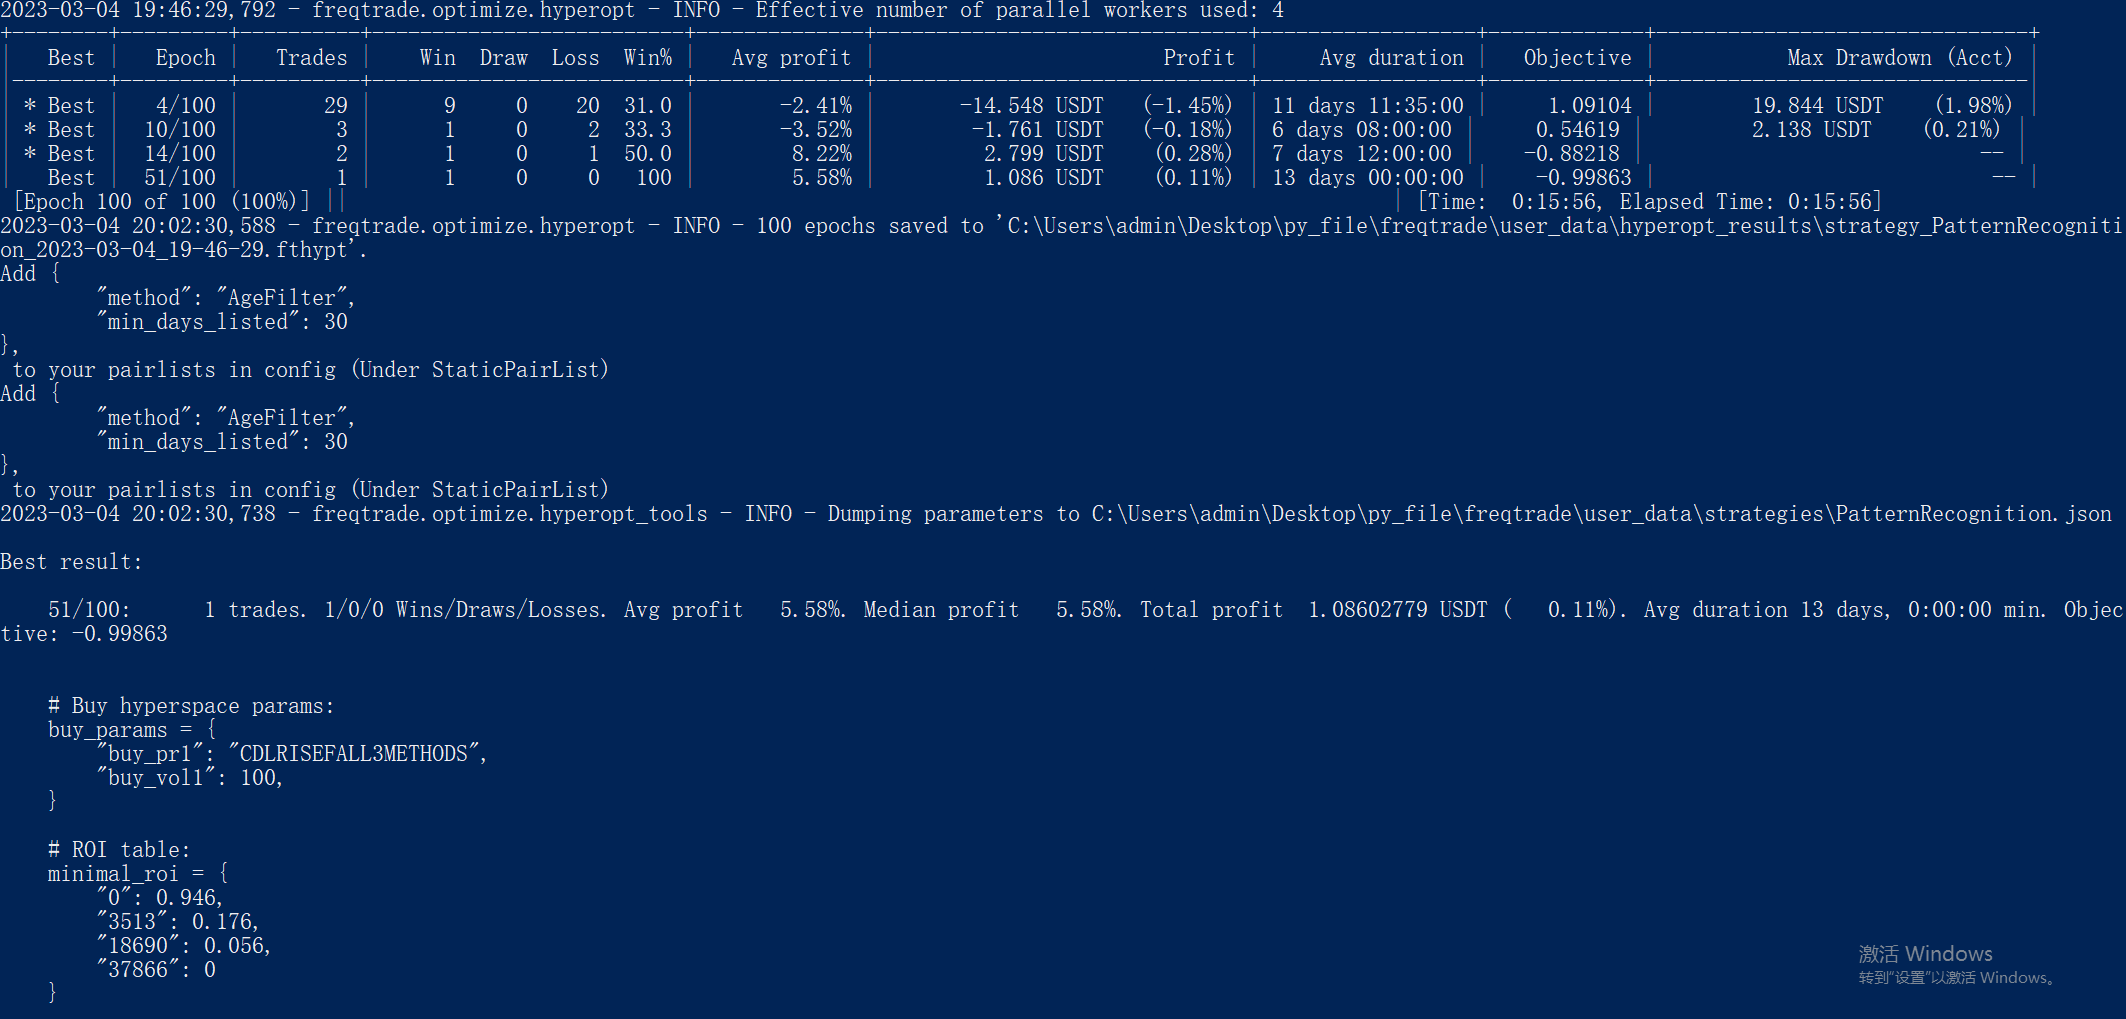 2023-03-04 19:46:29,792 - freqtrade.optimize.hyperopt - INFO - Effective number of parallel workers used: 4
+--------+---------+----------+--------------------------+--------------+-------------------------------+------------------+-------------+-------------------------------+
|   Best |   Epoch |   Trades |    Win  Draw  Loss  Win% |   Avg profit |                        Profit |     Avg duration |   Objective |           Max Drawdown (Acct) |
|--------+---------+----------+--------------------------+--------------+-------------------------------+------------------+-------------+-------------------------------|
| * Best |   4/100 |       29 |      9     0    20  31.0 |       -2.41% |       -14.548 USDT   (-1.45%) | 11 days 11:35:00 |     1.09104 |        19.844 USDT    (1.98%) |
| * Best |  10/100 |        3 |      1     0     2  33.3 |       -3.52% |        -1.761 USDT   (-0.18%) | 6 days 08:00:00 |     0.54619 |        2.138 USDT    (0.21%) |
| * Best |  14/100 |        2 |      1     0     1  50.0 |        8.22% |         2.799 USDT    (0.28%) | 7 days 12:00:00 |    -0.88218 |                           -- |
|   Best |  51/100 |        1 |      1     0     0   100 |        5.58% |         1.086 USDT    (0.11%) | 13 days 00:00:00 |    -0.99863 |                            -- |
[Epoch 100 of 100 (100%)] || | [Time:  0:15:56, Elapsed Time: 0:15:56]
2023-03-04 20:02:30,588 - freqtrade.optimize.hyperopt - INFO - 100 epochs saved to 'C:\Users\admin\Desktop\py_file\freqtrade\user_data\hyperopt_results\strategy_PatternRecogniti
on_2023-03-04_19-46-29.fthypt'.
Add {
"method": "AgeFilter",
"min_days_listed": 30
},
to your pairlists in config (Under StaticPairList)
Add {
"method": "AgeFilter",
"min_days_listed": 30
},
to your pairlists in config (Under StaticPairList)
2023-03-04 20:02:30,738 - freqtrade.optimize.hyperopt_tools - INFO - Dumping parameters to C:\Users\admin\Desktop\py_file\freqtrade\user_data\strategies\PatternRecognition.json
Best result:
51/100:      1 trades. 1/0/0 Wins/Draws/Losses. Avg profit   5.58%. Median profit   5.58%. Total profit  1.08602779 USDT (   0.11%). Avg duration 13 days, 0:00:00 min. Objec
tive: -0.99863
# Buy hyperspace params:
buy_params = {
"buy_pr1": "CDLRISEFALL3METHODS",
"buy_vol1": 100,
}
# ROI table:
minimal_roi = {
"0": 0.946,
"3513": 0.176,
"18690": 0.056,
"37866": 0
}
激活 Windows
转到"设置"以激活 Windows。